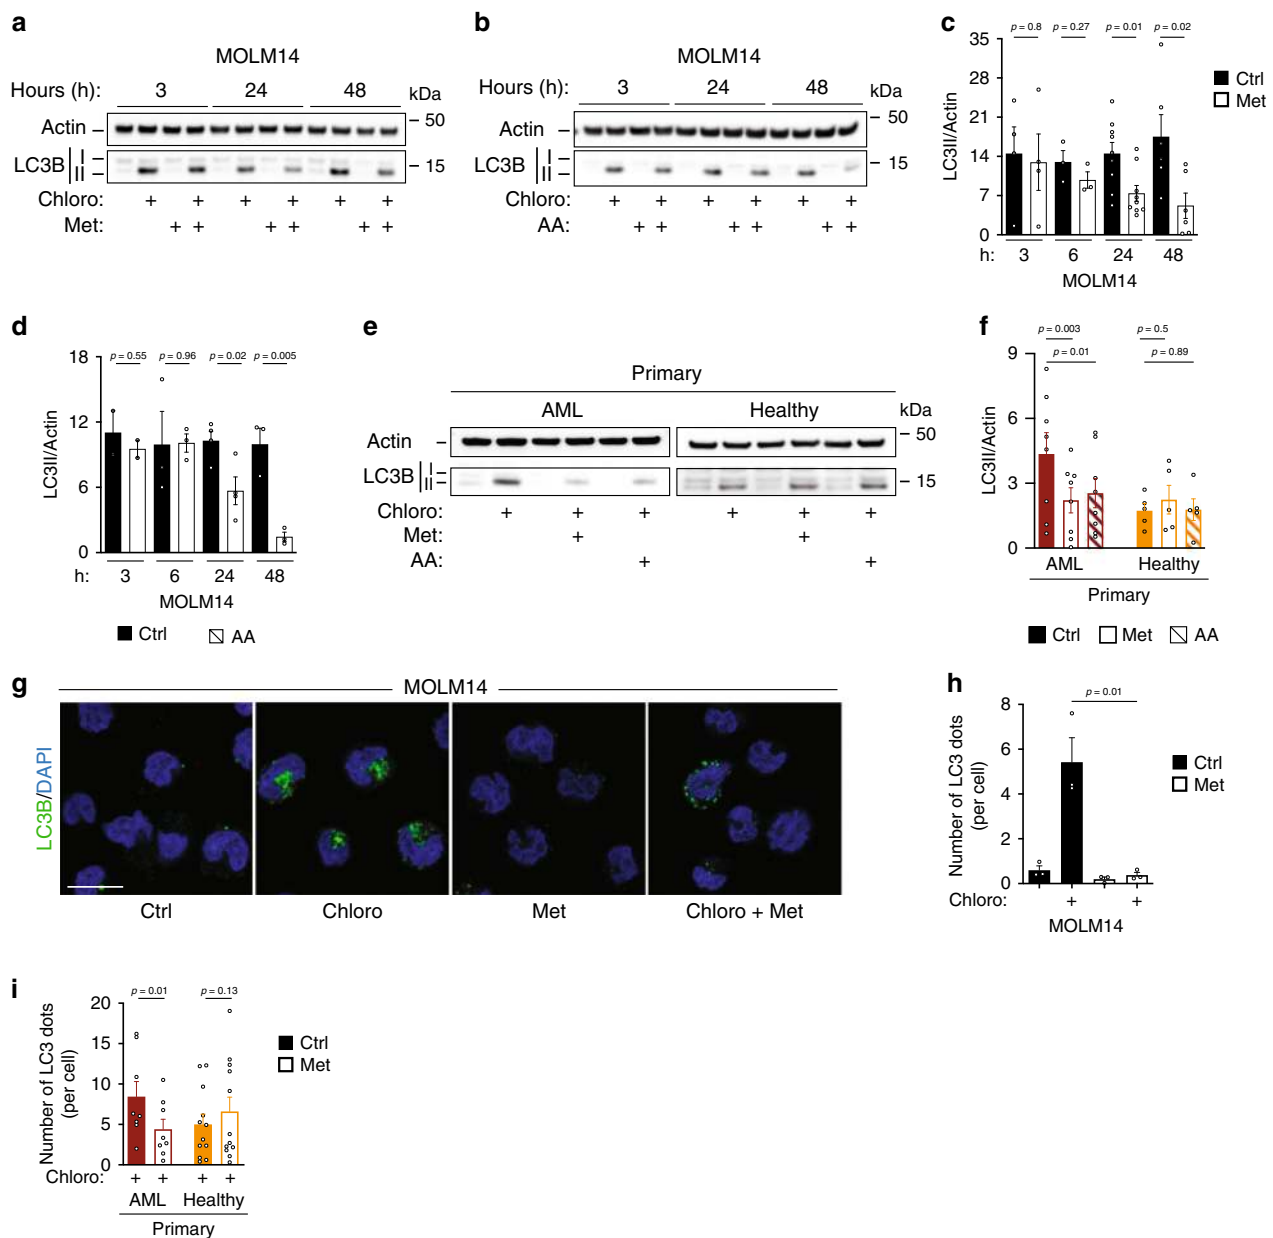 a
MOLM14
Hours (h): 3 24 48 kDa
Actin – – 50
LC3B I – II – – 15
Chloro: + + + + + +
Met: + + + + + +
b
MOLM14
Hours (h): 3 24 48 kDa
Actin – – 50
LC3B I – II – – 15
Chloro: + + + + + +
AA: + + + + + +
c
p = 0.8 p = 0.27 p = 0.01 p = 0.02
35
28
21
14
7
0
LC3II/Actin
h: 3 6 24 48
MOLM14
Ctrl
Met
d
p = 0.55 p = 0.96 p = 0.02 p = 0.005
18
12
6
0
LC3II/Actin
h: 3 6 24 48
MOLM14
Ctrl AA
e
Primary
AML Healthy kDa
Actin – – 50
LC3B I – II – – 15
Chloro: + + + + + +
Met: + +
AA: + +
f
p = 0.003 p = 0.5
p = 0.01 p = 0.89
9
6
3
0
LC3II/Actin
AML Healthy
Primary
Ctrl Met AA
g
MOLM14
LC3B/DAPI
Ctrl Chloro Met Chloro + Met
h
p = 0.01
8
6
4
2
0
Number of LC3 dots
(per cell)
Chloro: + +
MOLM14
Ctrl
Met
i
p = 0.01 p = 0.13
20
15
10
5
0
Number of LC3 dots
(per cell)
Chloro: + + + +
AML Healthy
Primary
Ctrl
Met